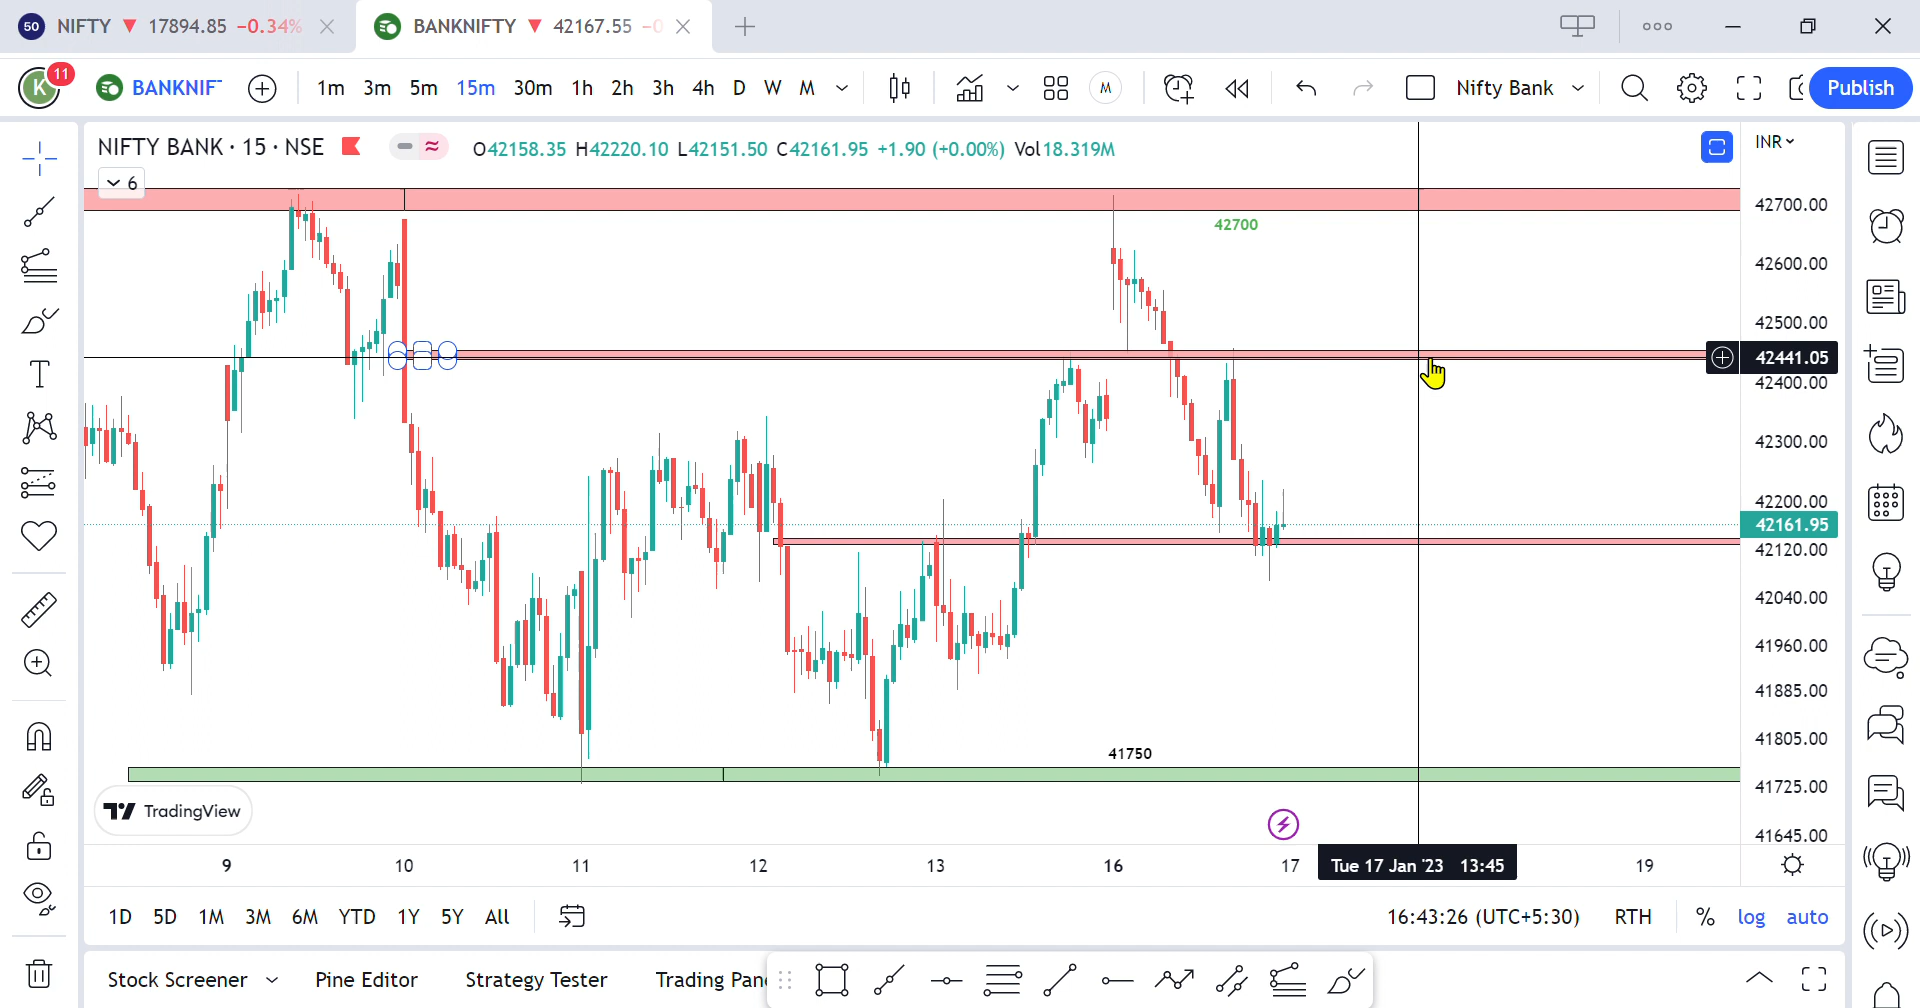 50 NIFTY 17894.85 −0.34%
BANKNIFTY 42167.55 −0
K 11 BANKNIF
1m 3m 5m 15m 30m 1h 2h 3h 4h D W M
M
Nifty Bank
Publish
NIFTY BANK · 15 · NSE
O42158.35 H42220.10 L42151.50 C42161.95 +1.90 (+0.00%) Vol18.319M
INR
6
42700
42700.00
42600.00
42500.00
42441.05
42400.00
42300.00
42200.00
42161.95
42120.00
42040.00
41960.00
41885.00
41805.00
41750
41725.00
TradingView
41645.00
9 10 11 12 13 16 17 Tue 17 Jan '23 13:45 19
1D 5D 1M 3M 6M YTD 1Y 5Y All
16:43:26 (UTC+5:30) RTH % log auto
Stock Screener Pine Editor Strategy Tester Trading